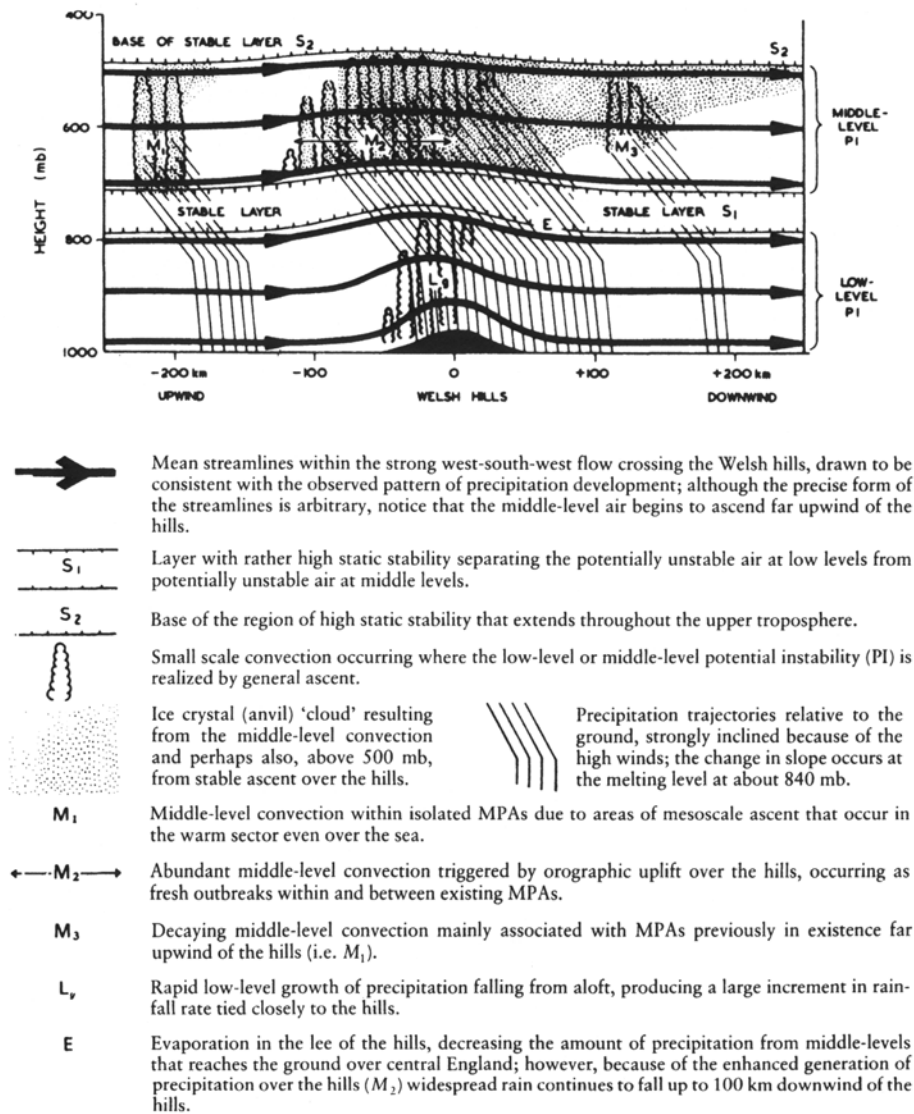 400
BASE OF STABLE LAYER S2
S2
600
M1
M2
M3
MIDDLE-
LEVEL
PI
HEIGHT (mb)
STABLE LAYER
E
STABLE LAYER S1
800
Lg
LOW-
LEVEL
PI
1000
-200 km
-100
0
+100
+200 km
UPWIND
WELSH HILLS
DOWNWIND
Mean streamlines within the strong west-south-west flow crossing the Welsh hills, drawn to be
consistent with the observed pattern of precipitation development; although the precise form of
the streamlines is arbitrary, notice that the middle-level air begins to ascend far upwind of the
hills.
S1
Layer with rather high static stability separating the potentially unstable air at low levels from
potentially unstable air at middle levels.
S2
Base of the region of high static stability that extends throughout the upper troposphere.
Small scale convection occurring where the low-level or middle-level potential instability (PI) is
realized by general ascent.
Ice crystal (anvil) ‘cloud’ resulting
from the middle-level convection
and perhaps also, above 500 mb,
from stable ascent over the hills.
Precipitation trajectories relative to the
ground, strongly inclined because of the
high winds; the change in slope occurs at
the melting level at about 840 mb.
M1
Middle-level convection within isolated MPAs due to areas of mesoscale ascent that occur in
the warm sector even over the sea.
M2
Abundant middle-level convection triggered by orographic uplift over the hills, occurring as
fresh outbreaks within and between existing MPAs.
M3
Decaying middle-level convection mainly associated with MPAs previously in existence far
upwind of the hills (i.e. M1).
L
Rapid low-level growth of precipitation falling from aloft, producing a large increment in rain-
fall rate tied closely to the hills.
E
Evaporation in the lee of the hills, decreasing the amount of precipitation from middle-levels
that reaches the ground over central England; however, because of the enhanced generation of
precipitation over the hills (M2) widespread rain continues to fall up to 100 km downwind of the
hills.